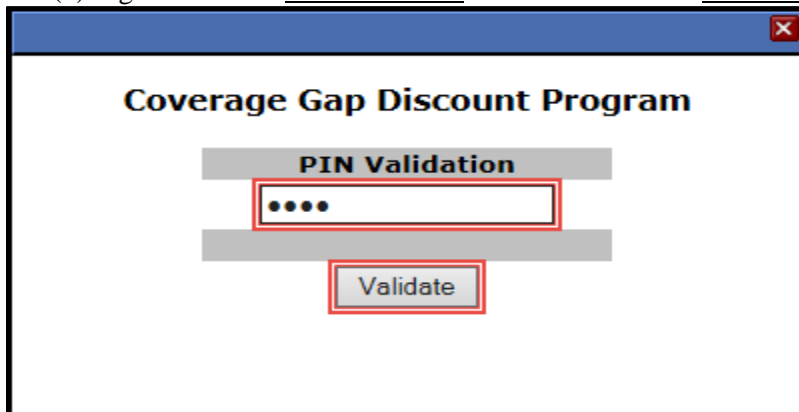 Coverage Gap Discount Program
PIN Validation
••••
Validate